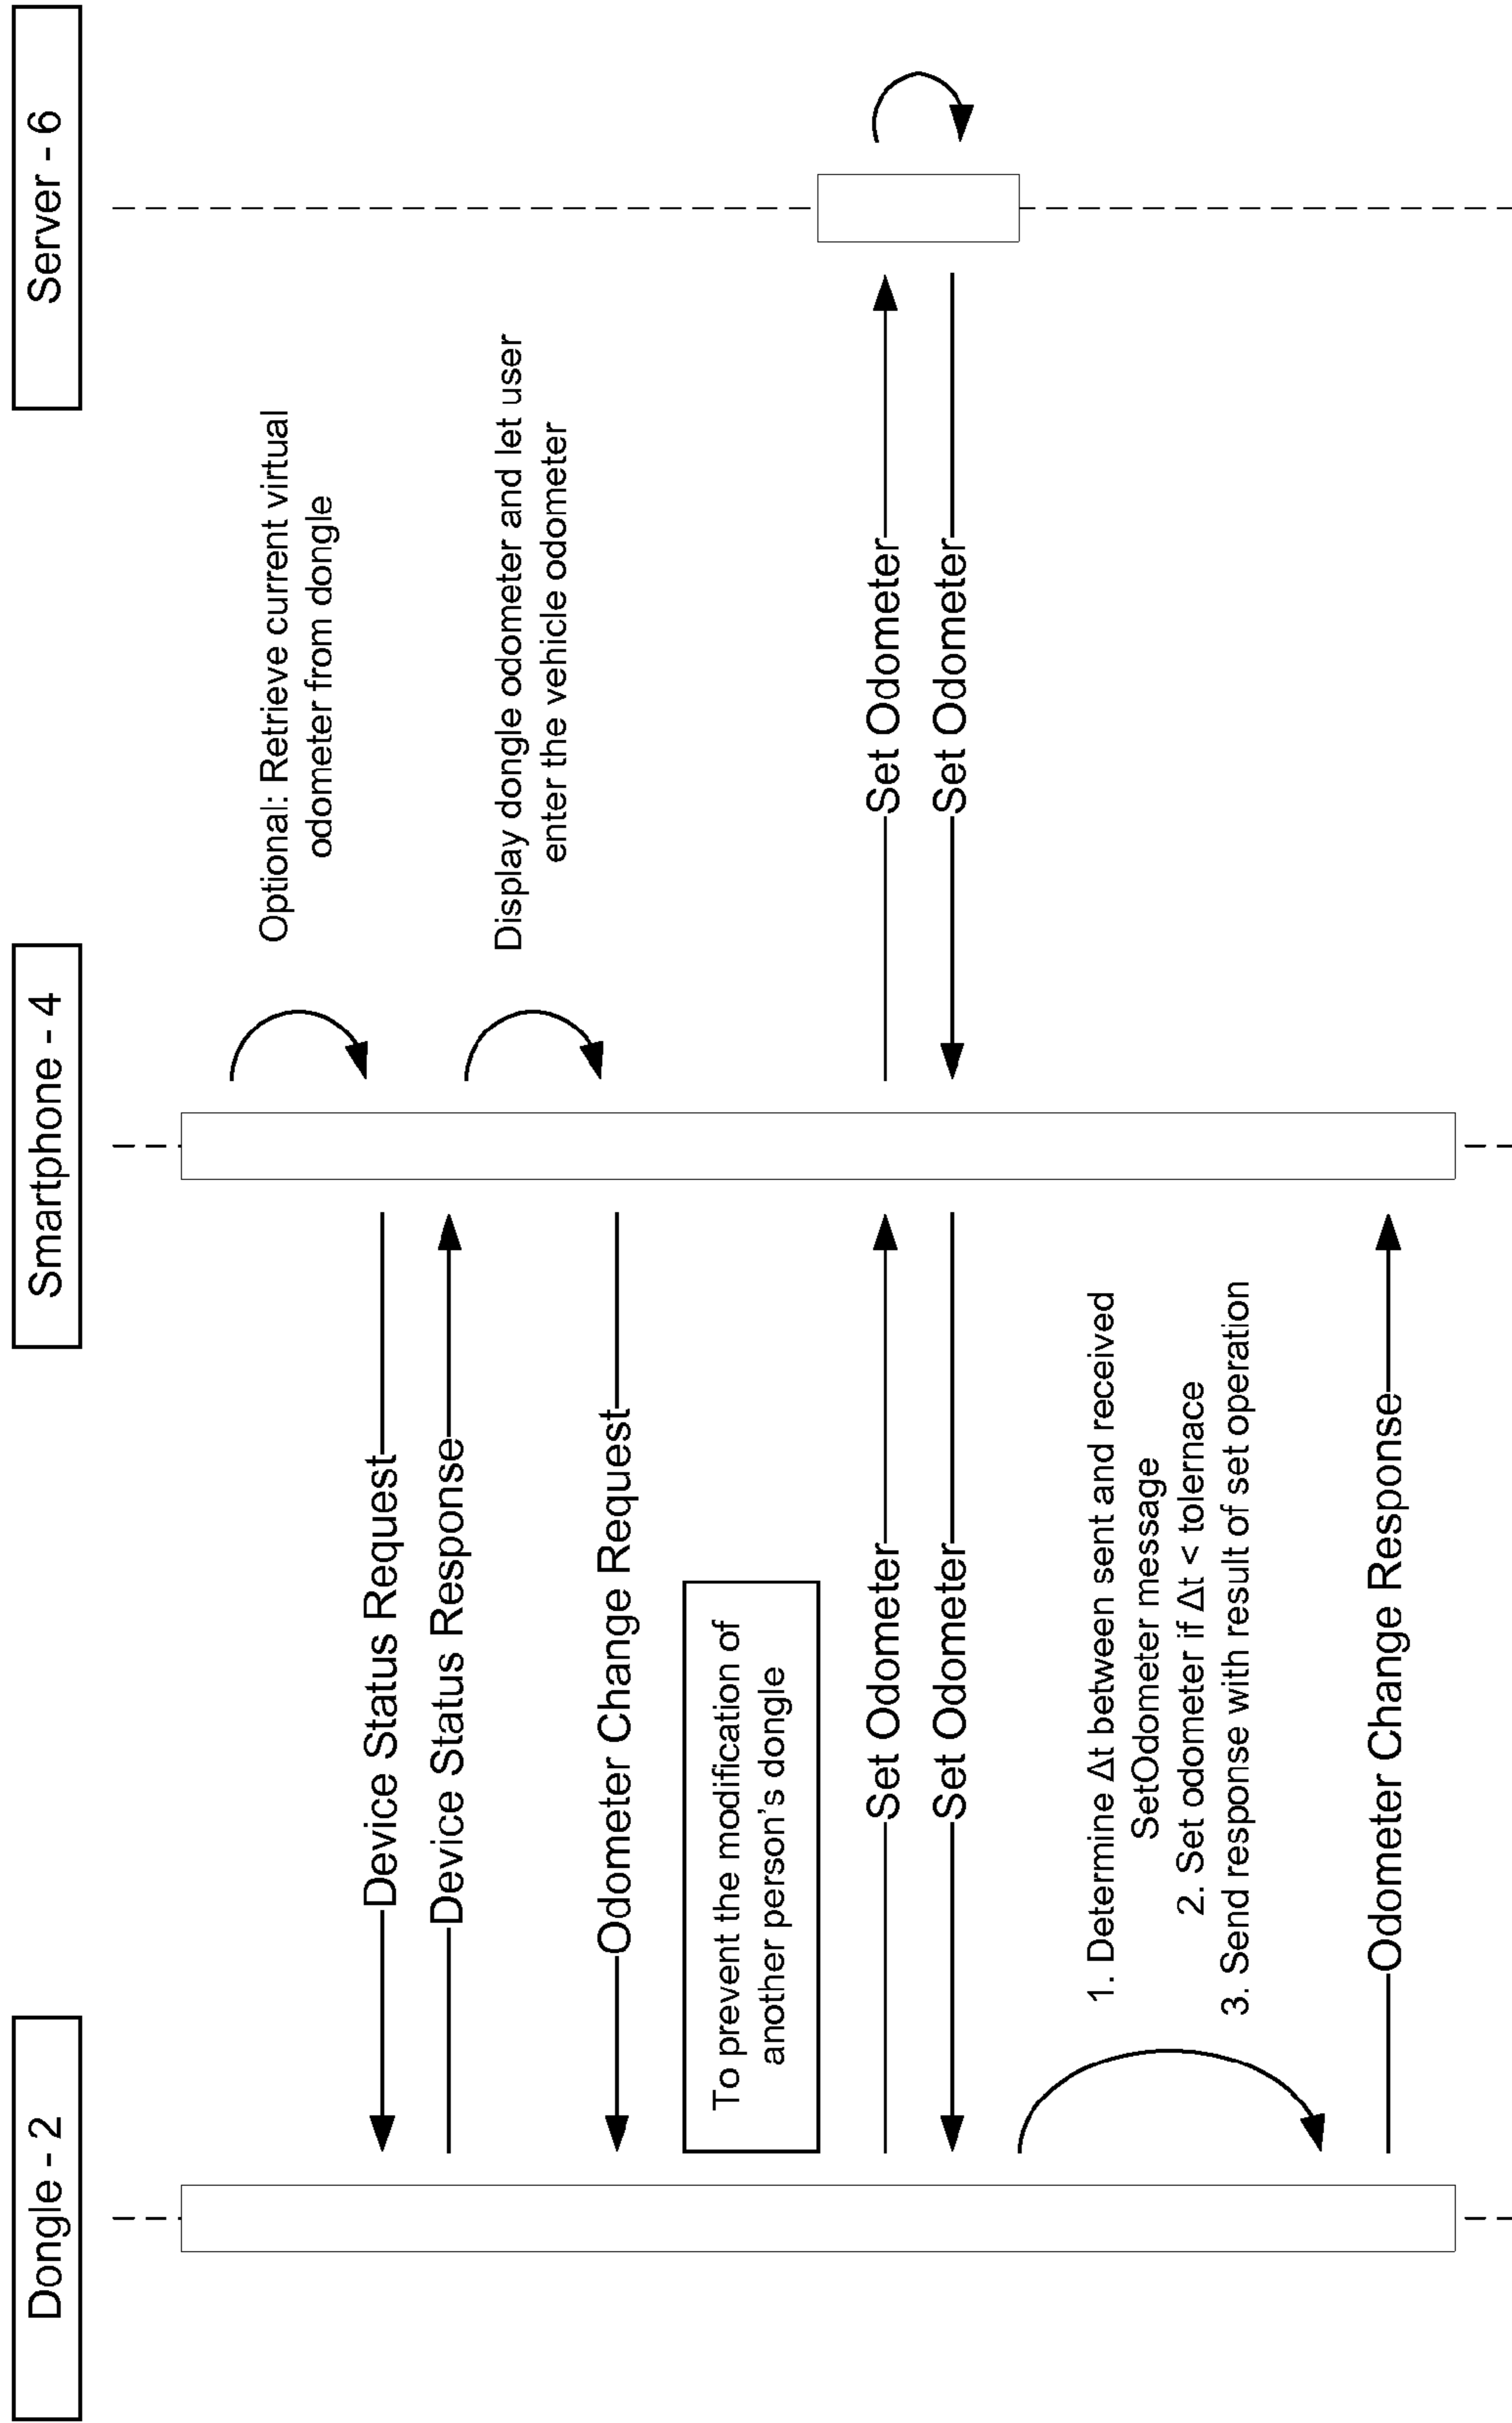 Dongle - 2
Smartphone - 4
Server - 6
Optional: Retrieve current virtual
odometer from dongle
Device Status Request
Device Status Response
Display dongle odometer and let user
enter the vehicle odometer
Odometer Change Request
To prevent the modification of
another person's dongle
Set Odometer
Set Odometer
Set Odometer
Set Odometer
1. Determine Δt between sent and received
SetOdometer message
2. Set odometer if Δt < tolernace
3. Send response with result of set operation
Odometer Change Response